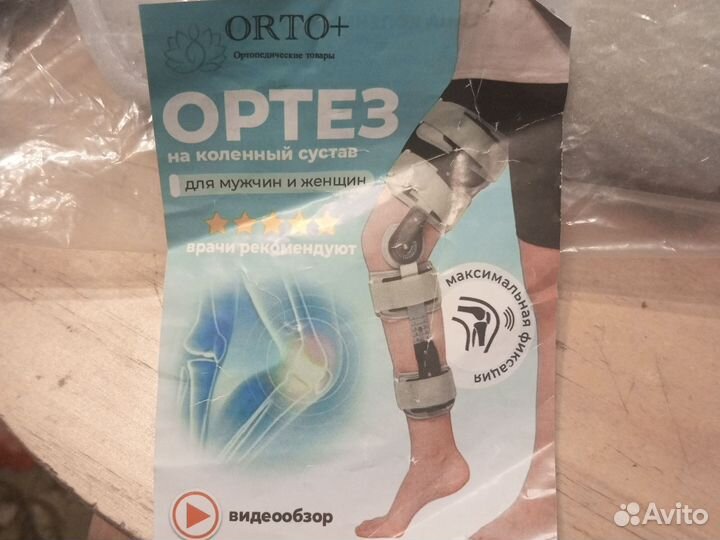 ORTO+
Ортопедические товары
ОРТЕЗ
на коленный сустав
для мужчин и женщин
врачи рекомендуют
максимальная фиксация
видеообзор
Avito